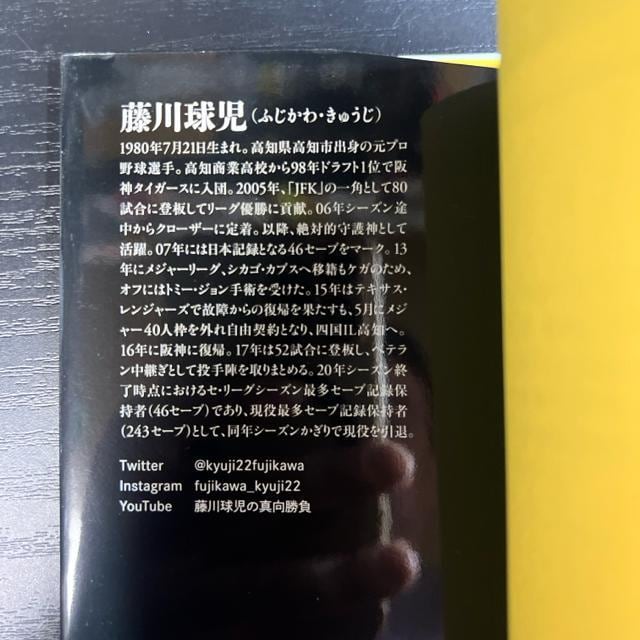 藤川球児(ふじかわ・きゅうじ)
1980年7月21日生まれ。高知県高知市出身の元プロ
野球選手。高知商業高校から98年ドラフト1位で阪
神タイガースに入団。2005年、「JFK」の一角として80
試合に登板してリーグ優勝に貢献。06年シーズン途
中からクローザーに定着。以降、絶対的守護神として
活躍。07年には日本記録となる46セーブをマーク。13
年にメジャーリーグ、シカゴ・カブスへ移籍もケガのため、
オフにはトミー・ジョン手術を受けた。15年はテキサス・
レンジャーズで故障からの復帰を果たすも、5月にメジ
ャー40人枠を外れ自由契約となり、四国IL高知へ。
16年に阪神に復帰。17年は52試合に登板し、ベテラ
ン中継ぎとして投手陣を取りまとめる。20年シーズン終
了時点におけるセ・リーグシーズン最多セーブ記録保
持者(46セーブ)であり、現役最多セーブ記録保持者
(243セーブ)として、同年シーズンかぎりで現役を引退。
Twitter @kyuji22fujikawa
Instagram fujikawa_kyuji22
YouTube 藤川球児の真向勝負